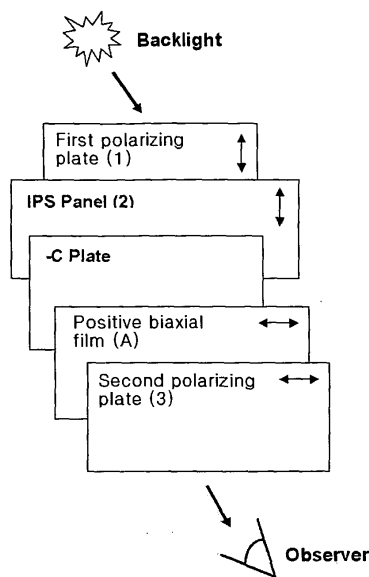 Backlight
First polarizing
plate (1)
IPS Panel (2)
-C Plate
Positive biaxial
film (A)
Second polarizing
plate (3)
Observer